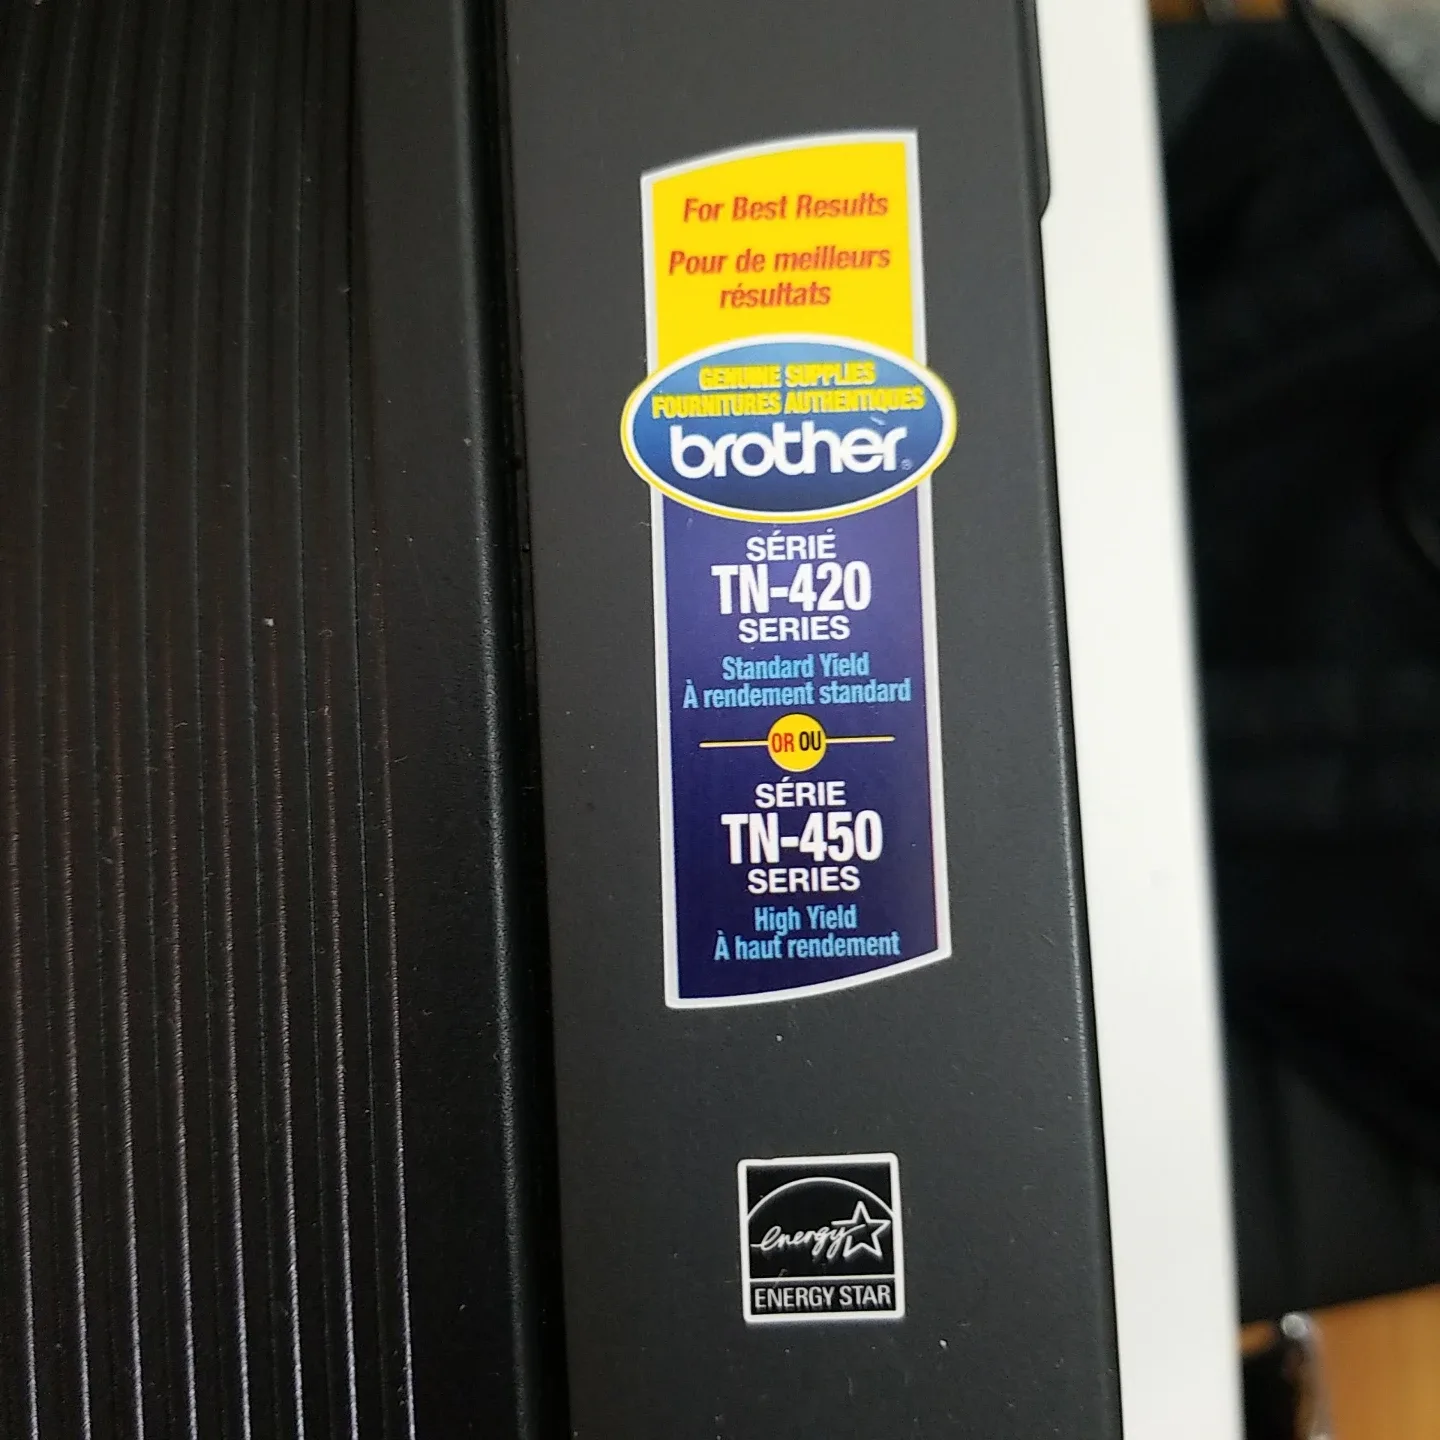 For Best Results
Pour de meilleurs
résultats
GENUINE SUPPLIES
FOURNITURES AUTHENTIQUES
brother®
SÉRIE
TN-420
SERIES
Standard Yield
À rendement standard
OR OU
SÉRIE
TN-450
SERIES
High Yield
À haut rendement
energy
ENERGY STAR